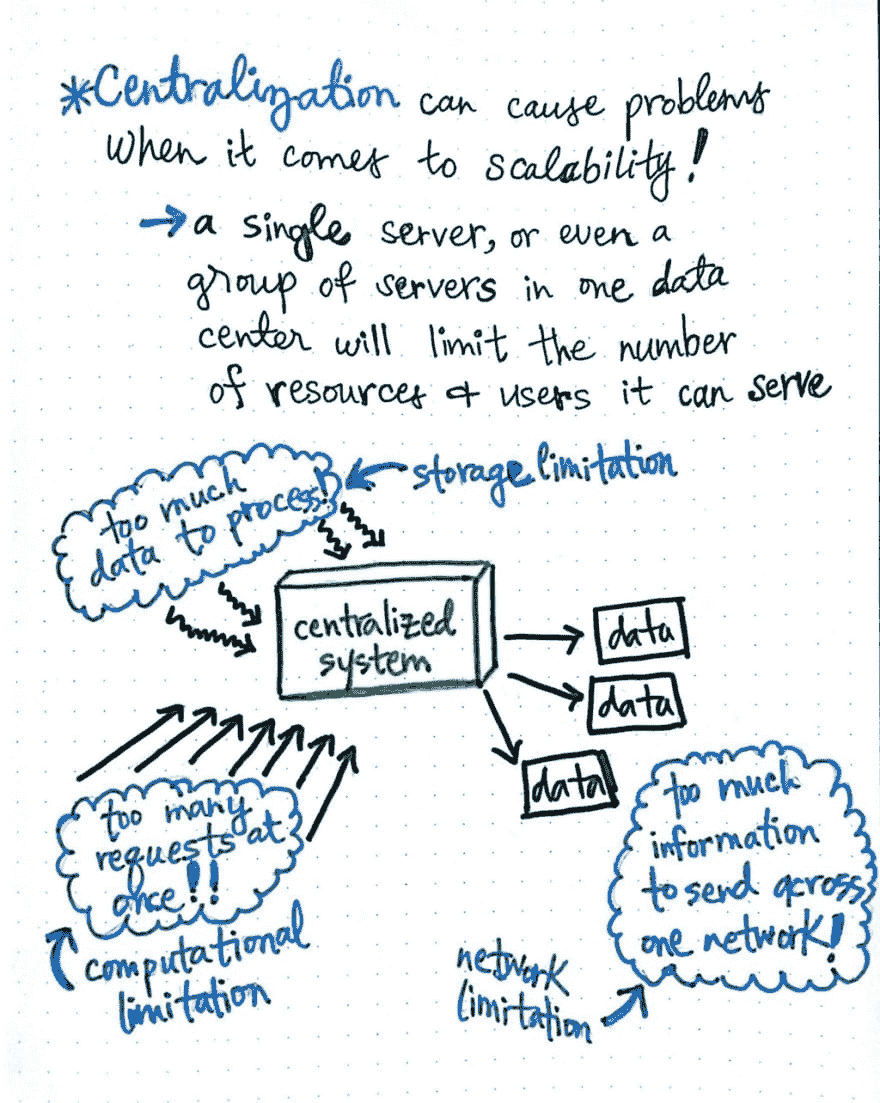 *Centralization can cause problems
when it comes to scalability!
→ a single server, or even a
group of servers in one data
center will limit the number
of resources & users it can serve
too much
data to process!
← storage limitation
centralized
system
data
data
data
too many
requests at
once!!
computational
limitation
too much
information
to send across
one network!
network
limitation